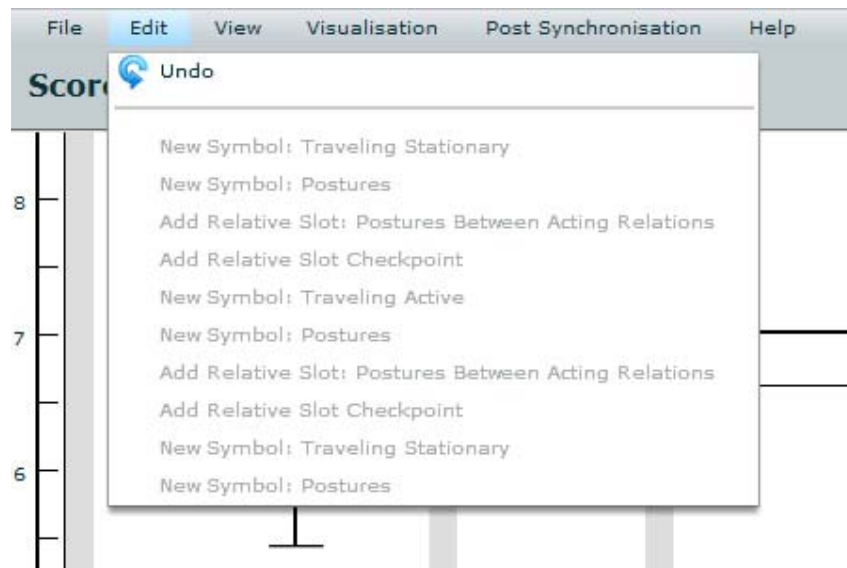 File Edit View Visualisation Post Synchronisation Help
Undo
New Symbol: Traveling Stationary
New Symbol: Postures
Add Relative Slot: Postures Between Acting Relations
Add Relative Slot Checkpoint
New Symbol: Traveling Active
New Symbol: Postures
Add Relative Slot: Postures Between Acting Relations
Add Relative Slot Checkpoint
New Symbol: Traveling Stationary
New Symbol: Postures
8
7
6